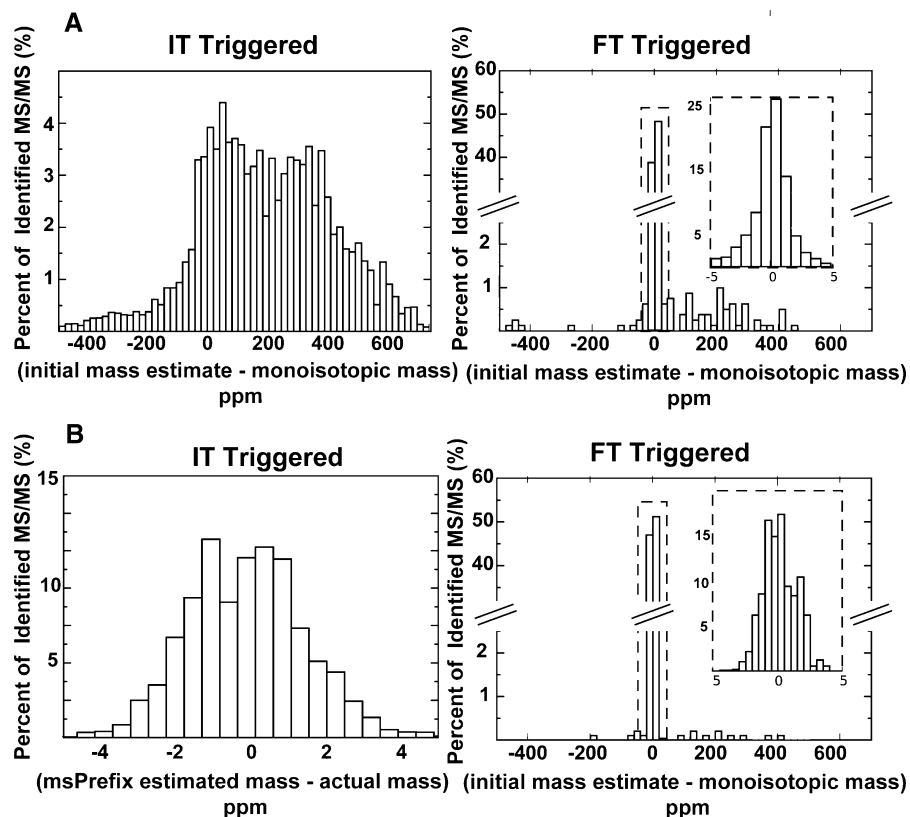 A
IT Triggered
FT Triggered
Percent of Identified MS/MS (%)
4
3
2
1
-400 -200 0 200 400 600
(initial mass estimate - monoisotopic mass)
ppm
Percent of Identified MS/MS (%)
60
50
40
2
1
25
15
5
-5 0 5
-400 -200 0 200 400 600
(initial mass estimate - monoisotopic mass)
ppm
B
IT Triggered
FT Triggered
Percent of Identified MS/MS (%)
15
10
5
-4 -2 0 2 4
(msPrefix estimated mass - actual mass)
ppm
Percent of Identified MS/MS (%)
60
50
40
2
1
15
10
5
5 0 5
-400 -200 0 200 400 600
(initial mass estimate - monoisotopic mass)
ppm